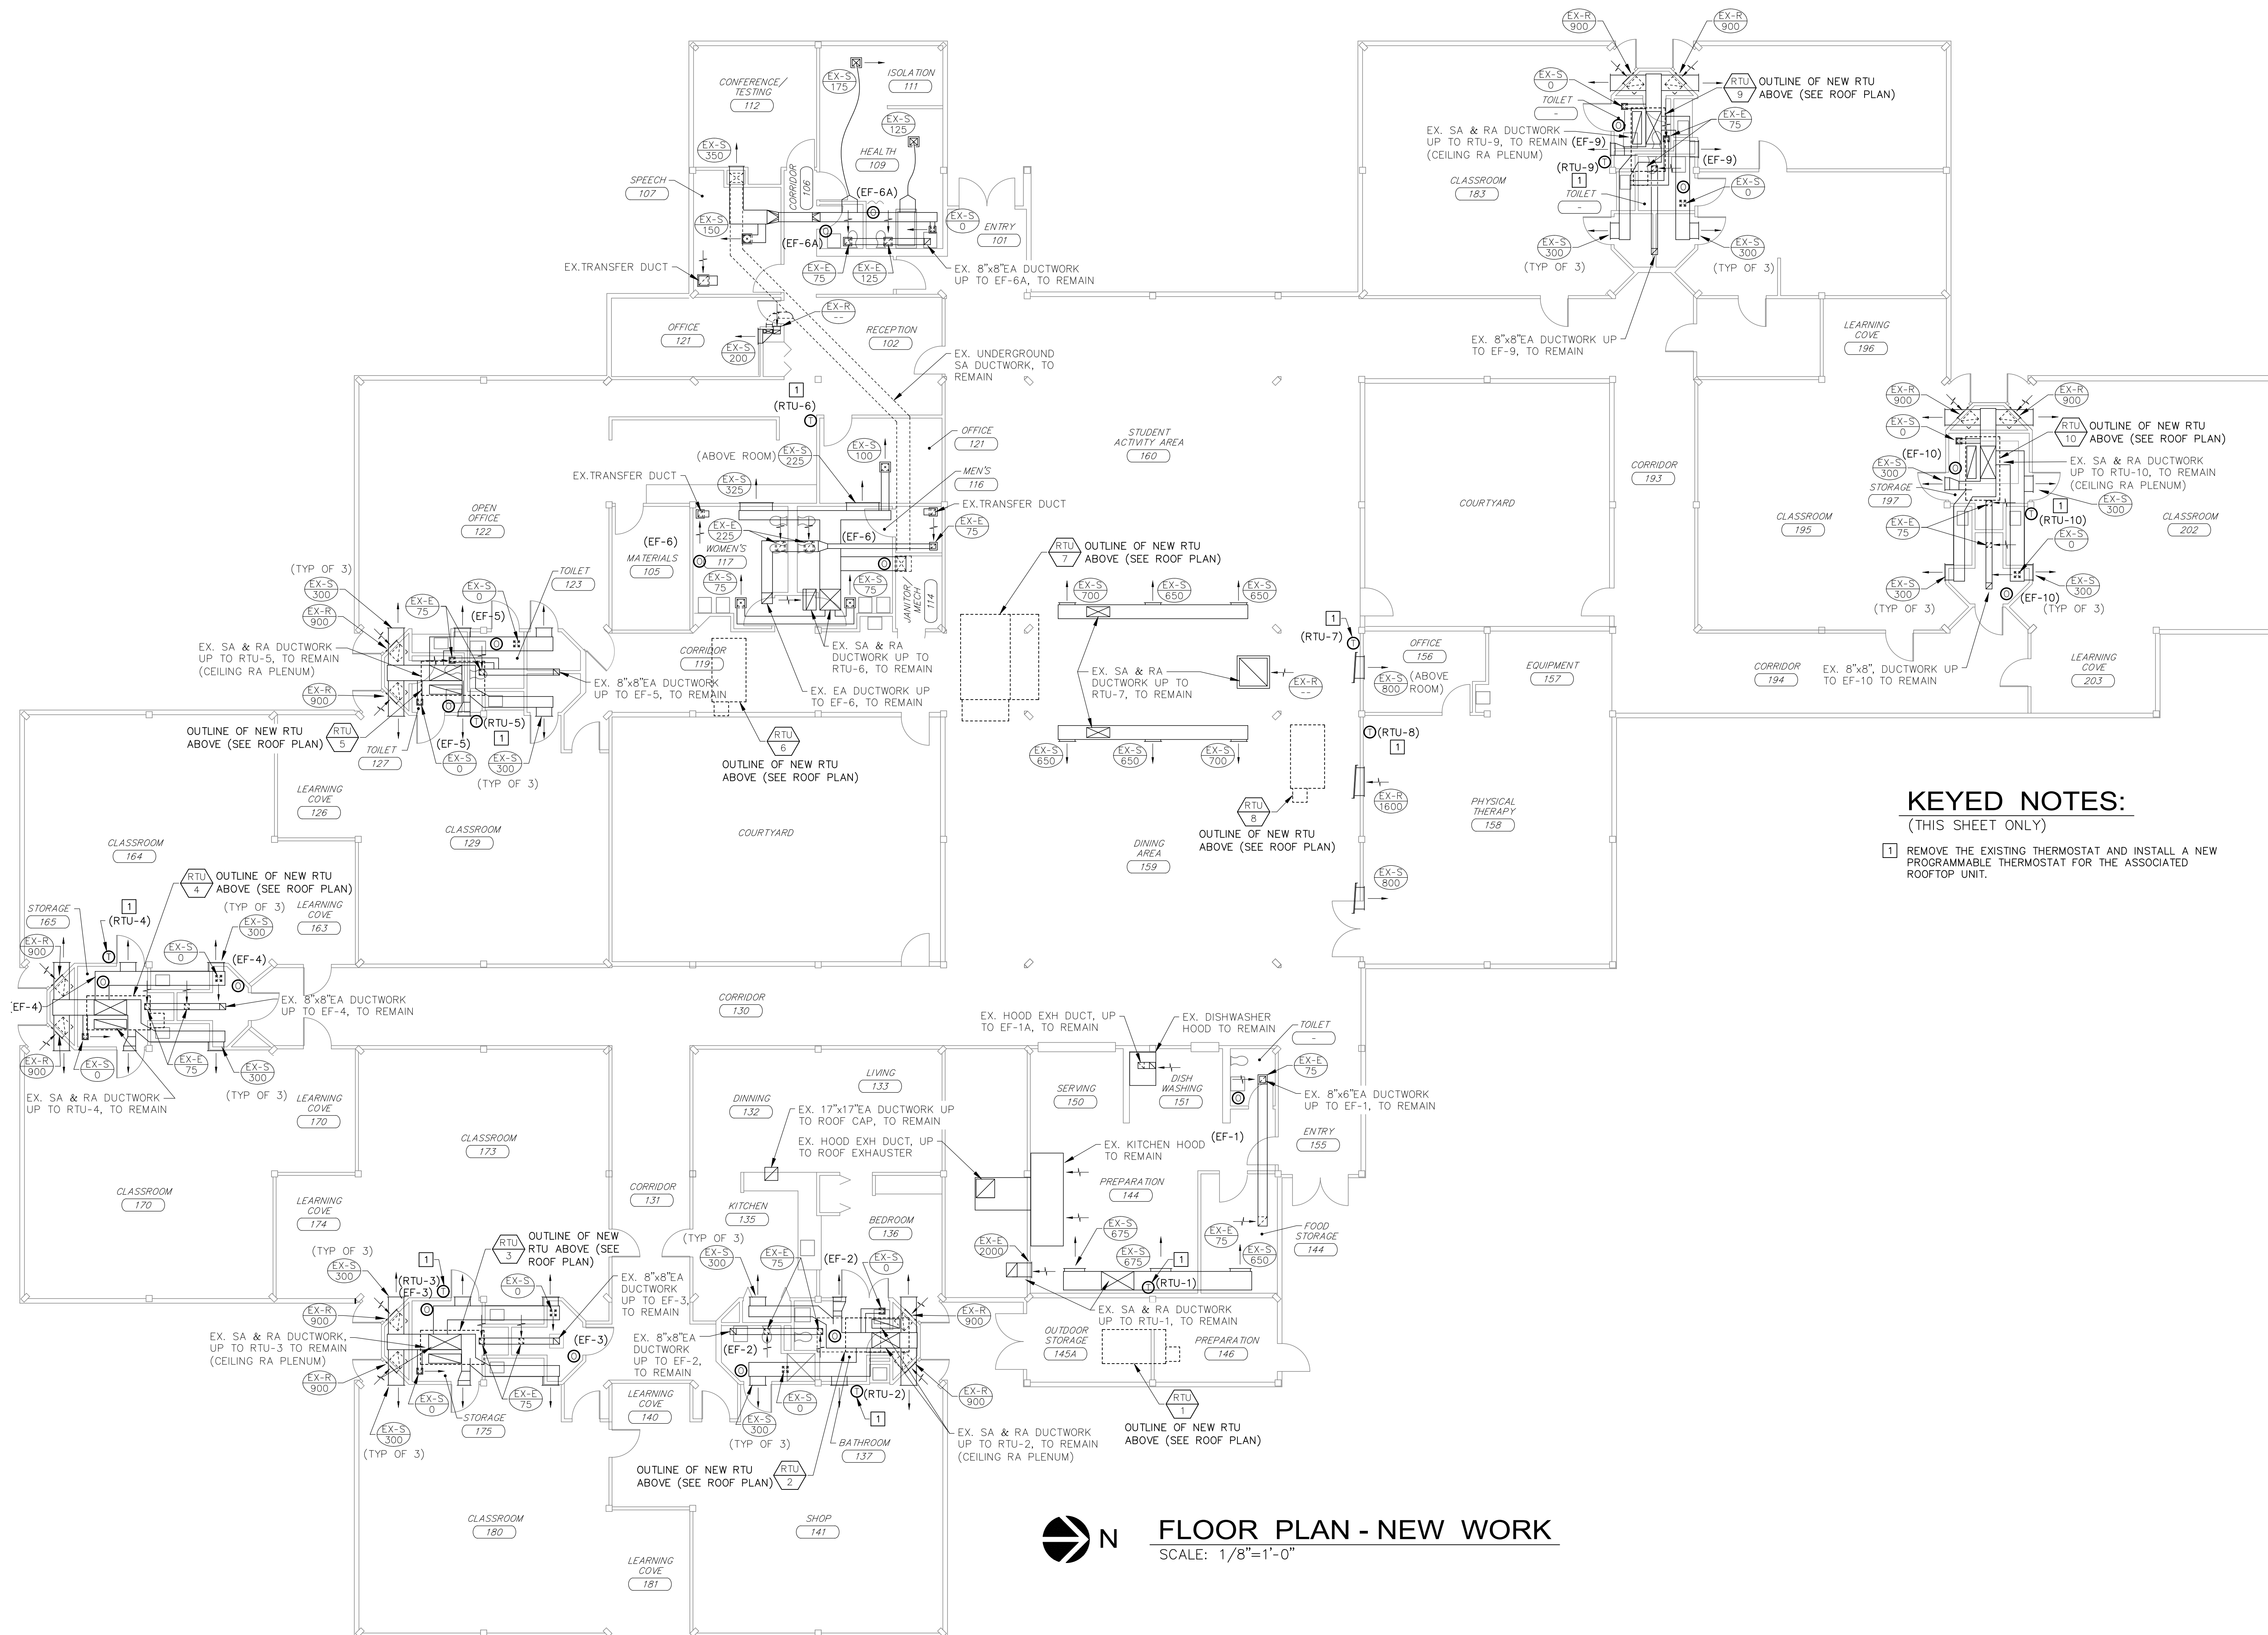 EX-R
900
EX-R
900
CONFERENCE/
TESTING
112
EX-S
175
ISOLATION
111
EX-S
0
TOILET
-
RTU
9
OUTLINE OF NEW RTU
ABOVE (SEE ROOF PLAN)
EX-E
75
EX-S
125
EX-S
350
HEALTH
109
EX. SA & RA DUCTWORK
UP TO RTU-9, TO REMAIN
(CEILING RA PLENUM)
(EF-9)
(EF-9)
(RTU-9)
1
T
CLASSROOM
183
TOILET
-
EX-S
0
SPEECH
107
CORRIDOR
106
(EF-6A)
EX-S
150
(EF-6A)
EX-S
0
ENTRY
101
EX-E
75
EX-E
125
EX-S
300
(TYP OF 3)
EX-S
300
(TYP OF 3)
EX.TRANSFER DUCT
EX. 8"x8"EA DUCTWORK
UP TO EF-6A, TO REMAIN
EX-R
--
OFFICE
121
RECEPTION
102
EX-S
200
EX. 8"x8"EA DUCTWORK UP
TO EF-9, TO REMAIN
LEARNING
COVE
196
EX. UNDERGROUND
SA DUCTWORK, TO
REMAIN
1
(RTU-6)
T
EX-R
900
EX-R
900
EX-S
0
RTU
10
OUTLINE OF NEW RTU
ABOVE (SEE ROOF PLAN)
(EF-10)
EX-S
300
STORAGE
197
EX. SA & RA DUCTWORK
UP TO RTU-10, TO REMAIN
(CEILING RA PLENUM)
OFFICE
121
STUDENT
ACTIVITY AREA
160
(ABOVE ROOM)
EX-S
225
EX-S
100
CORRIDOR
193
EX.TRANSFER DUCT
EX-S
325
MEN'S
116
EX.TRANSFER DUCT
EX-E
75
COURTYARD
EX-S
300
1
(RTU-10)
T
OPEN
OFFICE
122
CLASSROOM
195
CLASSROOM
202
EX-E
75
EX-S
0
EX-E
225
(EF-6)
(EF-6)
MATERIALS
105
WOMEN'S
117
EX-S
75
EX-S
75
JANITOR/
MECH
114
RTU
7
OUTLINE OF NEW RTU
ABOVE (SEE ROOF PLAN)
EX-S
700
EX-S
650
EX-S
650
(TYP OF 3)
EX-S
300
EX-R
900
EX-E
75
EX-S
0
(EF-5)
TOILET
123
EX-S
300
(TYP OF 3)
(EF-10)
EX-S
300
(TYP OF 3)
1
(RTU-7)
T
OFFICE
156
EQUIPMENT
157
EX. SA & RA DUCTWORK
UP TO RTU-5, TO REMAIN
(CEILING RA PLENUM)
CORRIDOR
119
EX. SA & RA
DUCTWORK UP TO
RTU-6, TO REMAIN
EX. SA & RA
DUCTWORK UP TO
RTU-7, TO REMAIN
EX-R
--
EX-S
800
(ABOVE
ROOM)
CORRIDOR
194
EX. 8"x8", DUCTWORK UP
TO EF-10 TO REMAIN
LEARNING
COVE
203
EX-R
900
EX. 8"x8"EA DUCTWORK
UP TO EF-5, TO REMAIN
EX. EA DUCTWORK UP
TO EF-6, TO REMAIN
OUTLINE OF NEW RTU
ABOVE (SEE ROOF PLAN)
RTU
5
T
(RTU-5)
1
(EF-5)
TOILET
127
EX-S
0
EX-S
300
(TYP OF 3)
RTU
6
OUTLINE OF NEW RTU
ABOVE (SEE ROOF PLAN)
EX-S
650
EX-S
650
EX-S
700
T
(RTU-8)
1
LEARNING
COVE
126
RTU
8
OUTLINE OF NEW RTU
ABOVE (SEE ROOF PLAN)
EX-R
1600
PHYSICAL
THERAPY
158
KEYED NOTES:
(THIS SHEET ONLY)
1
REMOVE THE EXISTING THERMOSTAT AND INSTALL A NEW
PROGRAMMABLE THERMOSTAT FOR THE ASSOCIATED
ROOFTOP UNIT.
CLASSROOM
164
CLASSROOM
129
COURTYARD
DINING
AREA
159
EX-S
800
RTU
4
OUTLINE OF NEW RTU
ABOVE (SEE ROOF PLAN)
STORAGE
165
1
(RTU-4)
T
(TYP OF 3)
EX-S
300
LEARNING
COVE
163
EX-R
900
EX-S
0
(EF-4)
EF-4)
EX. 8"x8"EA DUCTWORK
UP TO EF-4, TO REMAIN
CORRIDOR
130
EX. HOOD EXH DUCT, UP
TO EF-1A, TO REMAIN
EX. DISHWASHER
HOOD TO REMAIN
TOILET
-
EX-R
900
EX-S
0
EX-E
75
EX-S
300
(TYP OF 3)
EX. SA & RA DUCTWORK
UP TO RTU-4, TO REMAIN
LEARNING
COVE
170
LIVING
133
DINNING
132
SERVING
150
DISH
WASHING
151
EX-E
75
EX. 8"x6"EA DUCTWORK
UP TO EF-1, TO REMAIN
EX. 17"x17"EA DUCTWORK UP
TO ROOF CAP, TO REMAIN
EX. HOOD EXH DUCT, UP
TO ROOF EXHAUSTER
CLASSROOM
173
EX. KITCHEN HOOD
TO REMAIN
(EF-1)
ENTRY
155
CLASSROOM
170
LEARNING
COVE
174
CORRIDOR
131
KITCHEN
135
BEDROOM
136
PREPARATION
144
EX-S
675
EX-E
75
FOOD
STORAGE
144
(TYP OF 3)
EX-S
300
1
(RTU-3)
(EF-3)
T
RTU
3
OUTLINE OF NEW
RTU ABOVE (SEE
ROOF PLAN)
EX-S
0
EX. 8"x8"EA
DUCTWORK
UP TO EF-3,
TO REMAIN
(TYP OF 3)
EX-S
300
EX-E
75
(EF-2)
EX-S
0
EX-E
2000
EX-S
675
1
EX-S
650
T
(RTU-1)
EX-R
900
EX. SA & RA DUCTWORK,
UP TO RTU-3 TO REMAIN
(CEILING RA PLENUM)
EX-R
900
(EF-3)
EX. 8"x8"EA
DUCTWORK
UP TO EF-2,
TO REMAIN
(EF-2)
EX-R
900
EX. SA & RA DUCTWORK
UP TO RTU-1, TO REMAIN
OUTDOOR
STORAGE
145A
PREPARATION
146
EX-S
0
EX-E
75
STORAGE
175
EX-S
300
(TYP OF 3)
LEARNING
COVE
140
EX-S
300
(TYP OF 3)
EX-S
0
T
(RTU-2)
1
EX-R
900
RTU
1
OUTLINE OF NEW RTU
ABOVE (SEE ROOF PLAN)
BATHROOM
137
EX. SA & RA DUCTWORK
UP TO RTU-2, TO REMAIN
(CEILING RA PLENUM)
OUTLINE OF NEW RTU
ABOVE (SEE ROOF PLAN)
RTU
2
CLASSROOM
180
SHOP
141
LEARNING
COVE
181
N
FLOOR PLAN - NEW WORK
SCALE: 1/8"=1'-0"